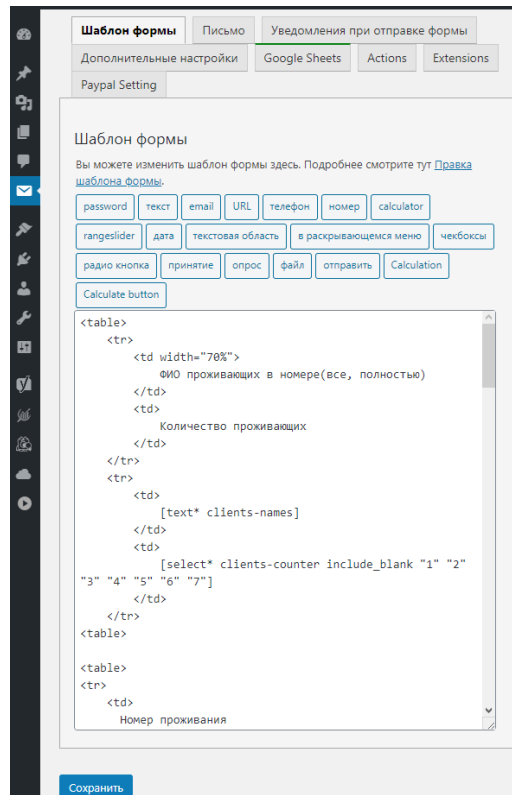 Шаблон формы Письмо Уведомления при отправке формы
Дополнительные настройки Google Sheets Actions Extensions
Paypal Setting
Шаблон формы
Вы можете изменить шаблон формы здесь. Подробнее смотрите тут Правка
шаблона формы.
password текст email URL телефон номер calculator
rangeslider дата текстовая область в раскрывающемся меню чекбоксы
радио кнопка принятие опрос файл отправить Calculation
Calculate button
<table>
<tr>
<td width="70%">
ФИО проживающих в номере(все, полностью)
</td>
<td>
Количество проживающих
</td>
</tr>
<tr>
<td>
[text* clients-names]
</td>
<td>
[select* clients-counter include_blank "1" "2"
"3" "4" "5" "6" "7"]
</td>
</tr>
<table>
<table>
<tr>
<td>
Номер проживания
Сохранить